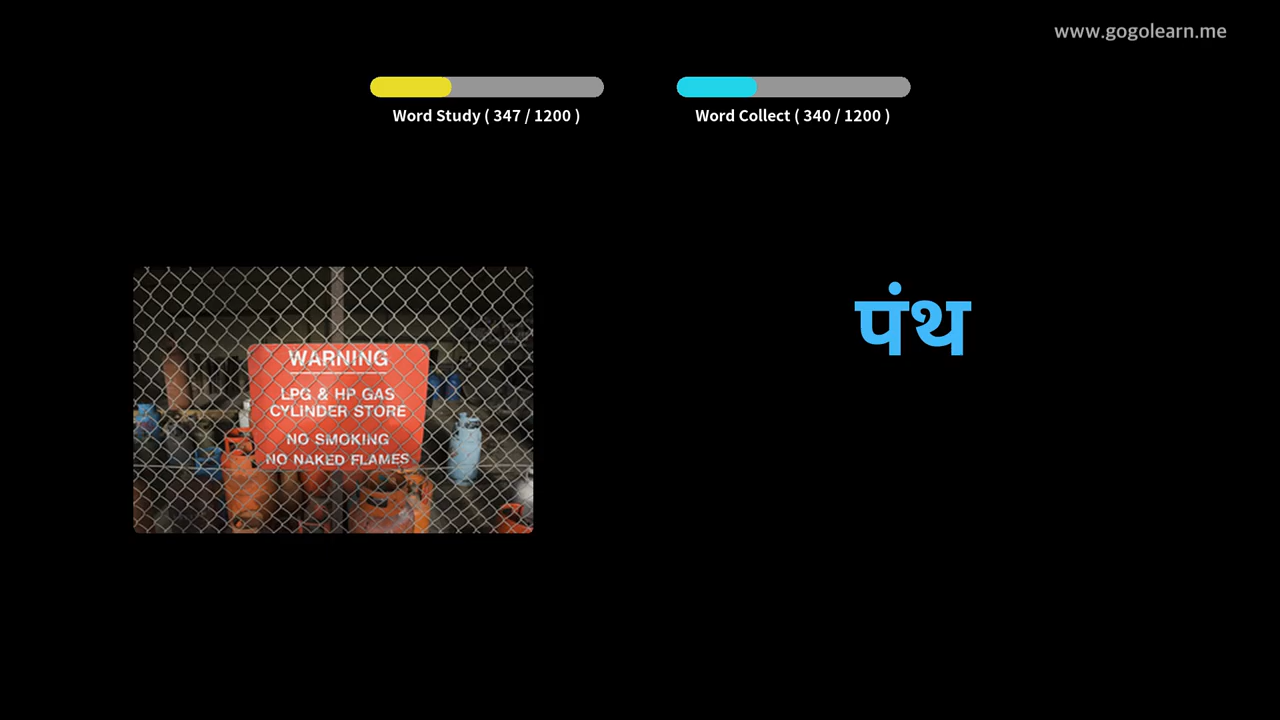 www.gogolearn.me
Word Study ( 347 / 1200 )
Word Collect ( 340 / 1200 )
पंथ
WARNING
LPG & HP GAS
CYLINDER STORE
NO SMOKING
NO NAKED FLAMES